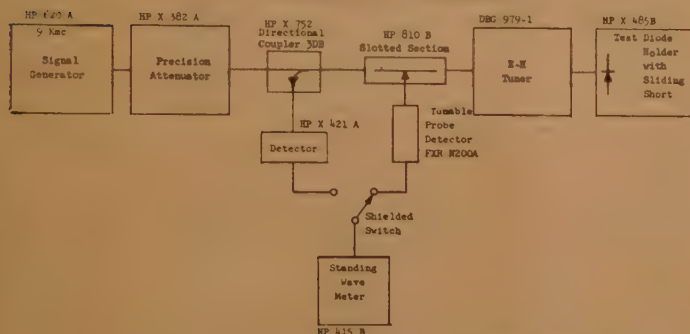 HP 620 A
9 Kmc
Signal
Generator
HP X 382 A
Precision
Attenuator
HP X 752
Directional
Coupler 3DB
HP X 421 A
Detector
HP 810 B
Slotted Section
Tunable
Probe
Detector
FXR N200A
Shielded
Switch
Standing
Wave
Meter
HP 415 B
DBG 979-1
E-H
Tuner
HP X 485B
Test Diode
Holder
with
Sliding
Short